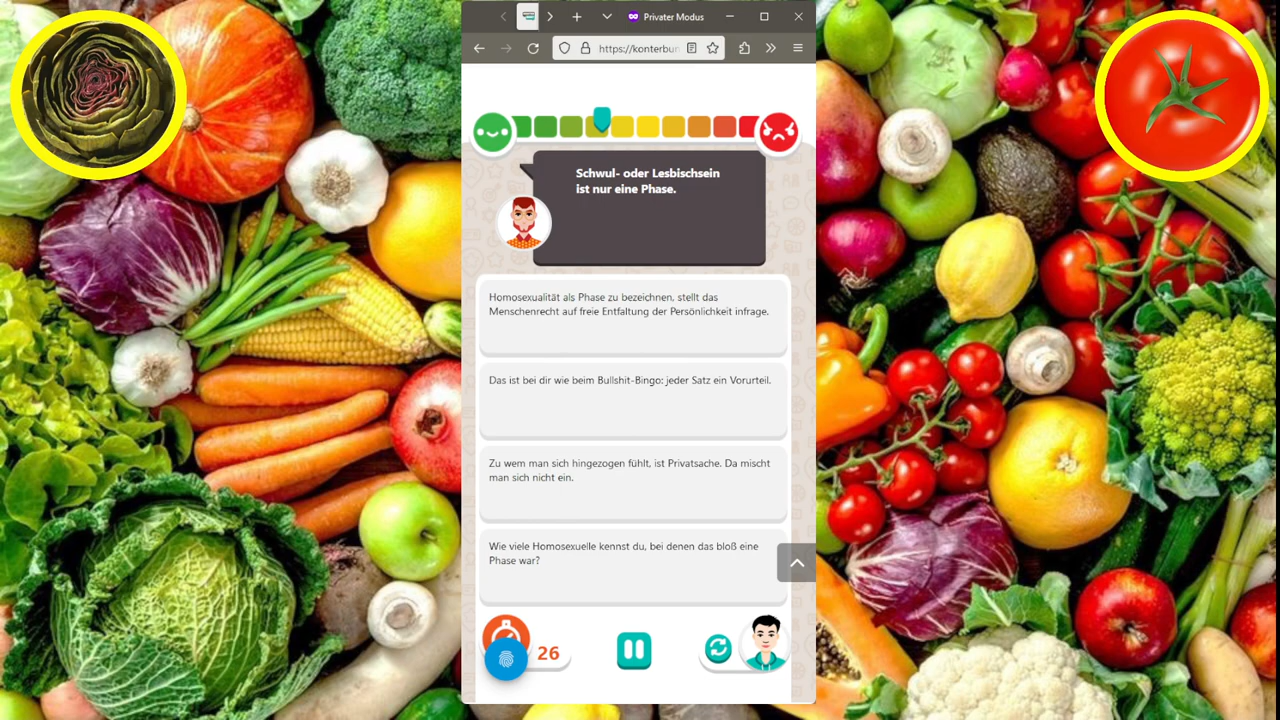 Privater Modus
https://konterbun
Schwul- oder Lesbischsein
ist nur eine Phase.
Homosexualität als Phase zu bezeichnen, stellt das
Menschenrecht auf freie Entfaltung der Persönlichkeit infrage.
Das ist bei dir wie beim Bullshit-Bingo: jeder Satz ein Vorurteil.
Zu wem man sich hingezogen fühlt, ist Privatsache. Da mischt
man sich nicht ein.
Wie viele Homosexuelle kennst du, bei denen das bloß eine
Phase war?
26